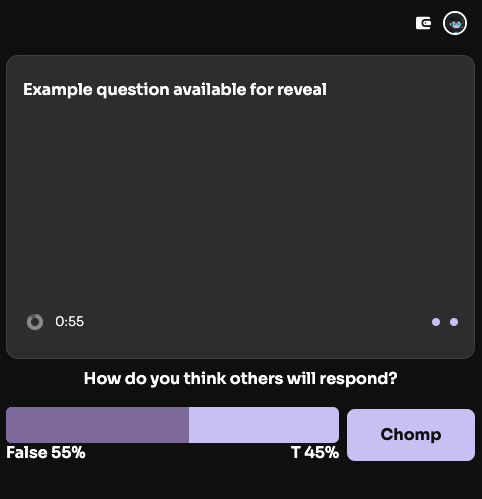 Example question available for reveal
0:55
How do you think others will respond?
False 55% T 45%
Chomp